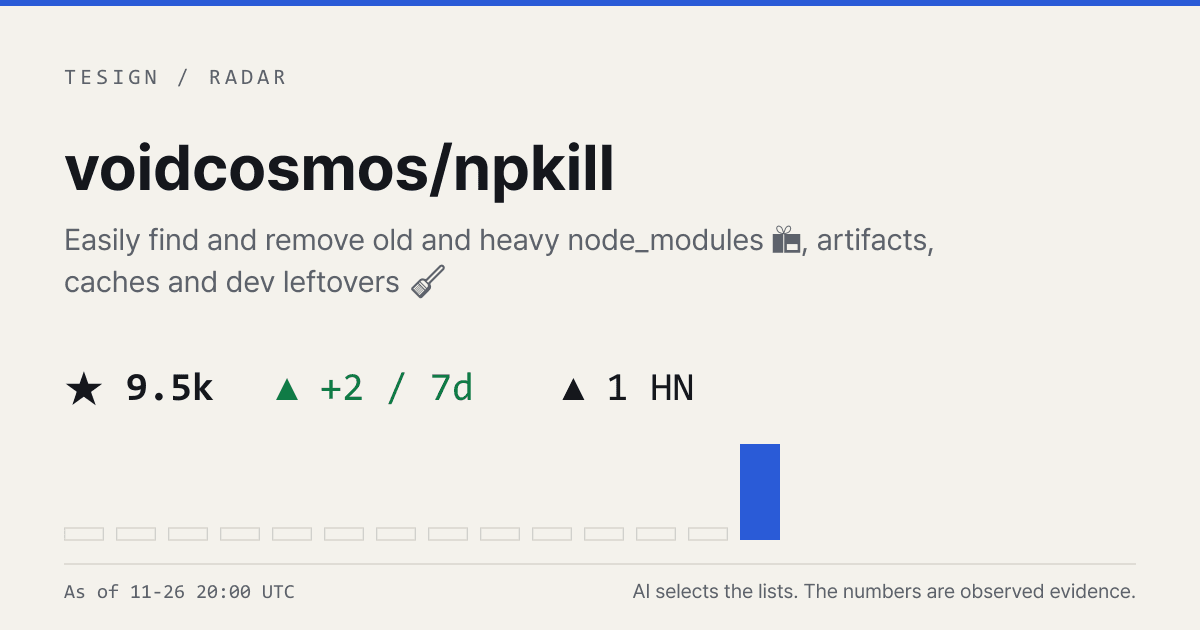 TESIGN / RADAR
voidcosmos/npkill
Easily find and remove old and heavy node_modules 🎁, artifacts,
caches and dev leftovers 🧹
★ 9.5k ▲ +2 / 7d ▲ 1 HN
As of 11-26 20:00 UTC
AI selects the lists. The numbers are observed evidence.